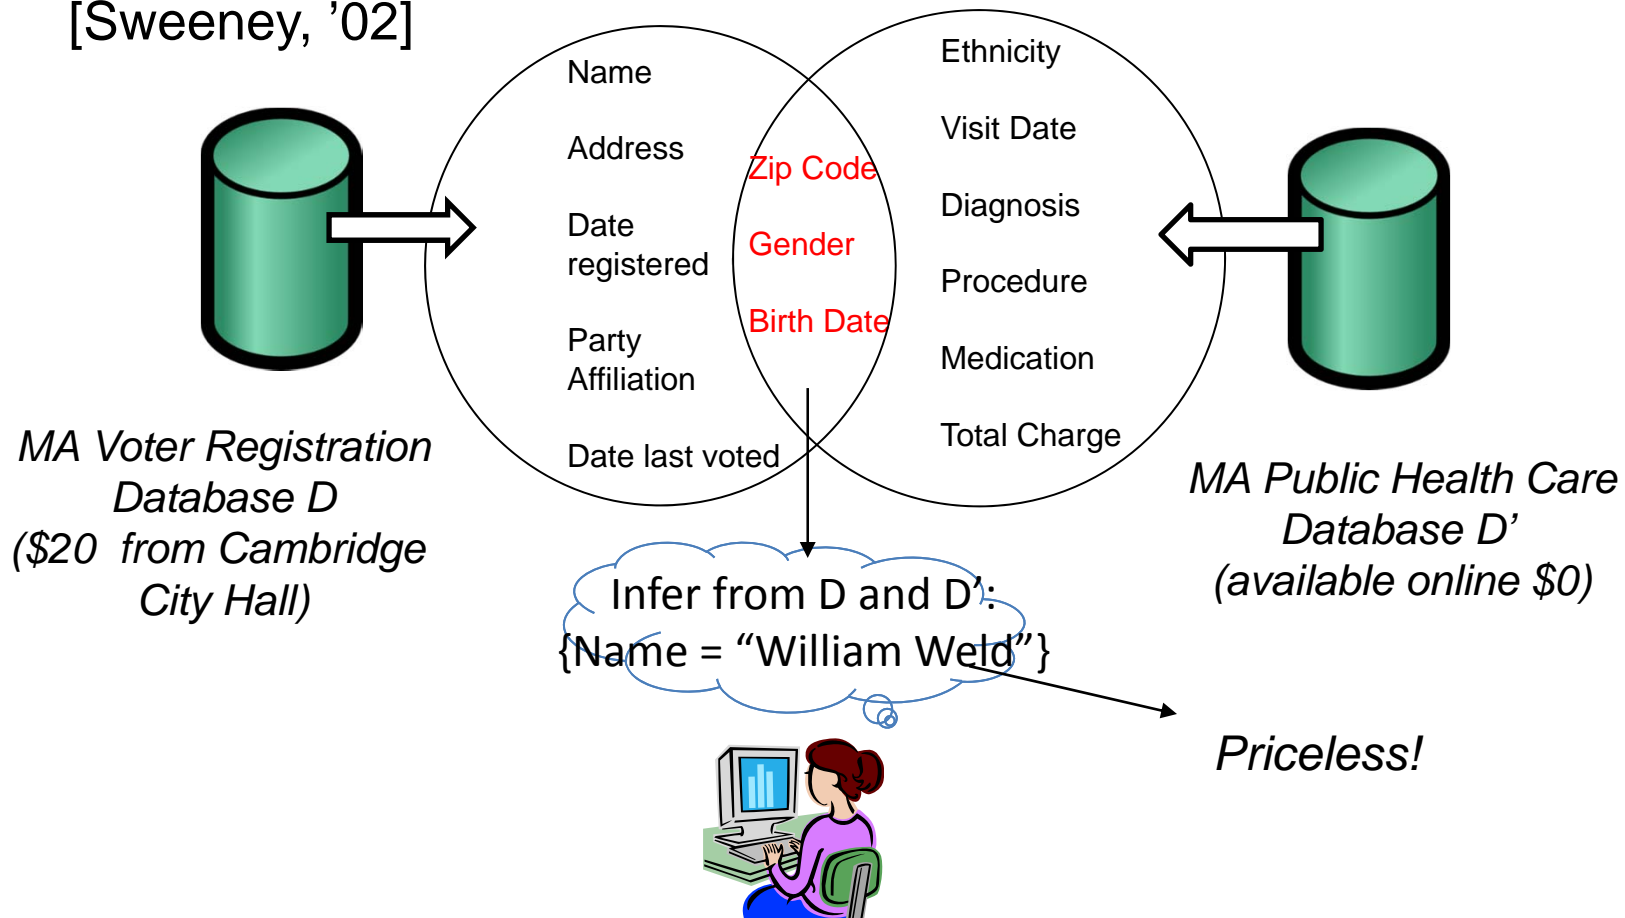 [Sweeney, ’02]
Name
Address
Date
registered
Party
Affiliation
Date last voted
Zip Code
Gender
Birth Date
Ethnicity
Visit Date
Diagnosis
Procedure
Medication
Total Charge
MA Voter Registration
Database D
($20 from Cambridge
City Hall)
MA Public Health Care
Database D’
(available online $0)
Infer from D and D’:
{Name = “William Weld”}
Priceless!